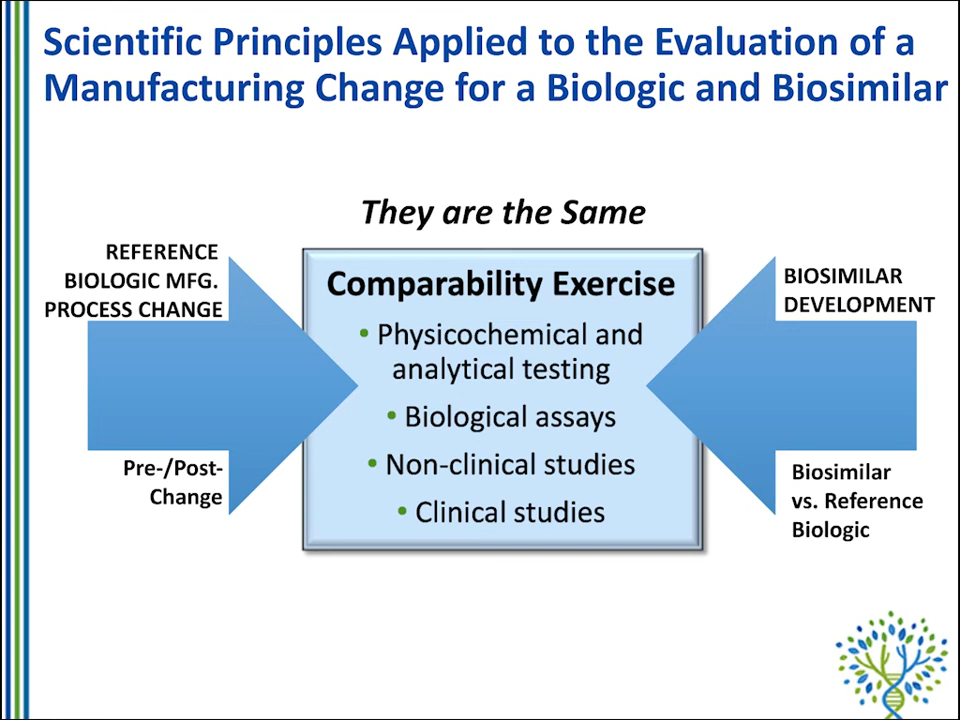 Scientific Principles Applied to the Evaluation of a
Manufacturing Change for a Biologic and Biosimilar
They are the Same
REFERENCE
BIOLOGIC MFG.
PROCESS CHANGE
Pre-/Post-
Change
Comparability Exercise
• Physicochemical and
analytical testing
• Biological assays
• Non-clinical studies
• Clinical studies
BIOSIMILAR
DEVELOPMENT
Biosimilar
vs. Reference
Biologic